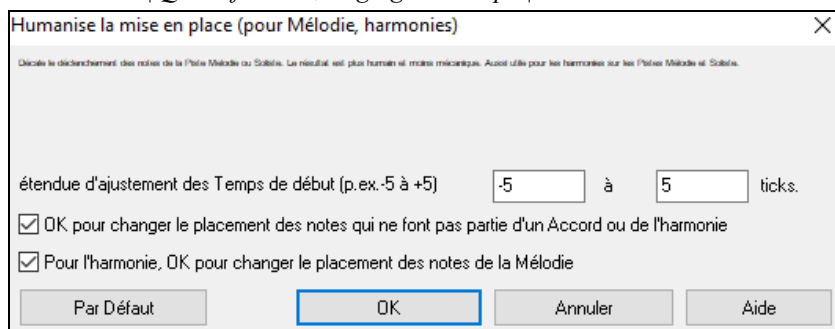 Humanise la mise en place (pour Mélodie, harmonies)
Décale le déclenchement des notes de la Piste Mélodie ou Soliste. Le résultat est plus humain et moins mécanique. Aussi utile pour les harmonies sur les Pistes Mélodie et Soliste.
étendue d'ajustement des Temps de début (p.ex.-5 à +5) -5 à 5 ticks.
OK pour changer le placement des notes qui ne font pas partie d'un Accord ou de l'harmonie
Pour l'harmonie, OK pour changer le placement des notes de la Mélodie
Par Défaut OK Annuler Aide